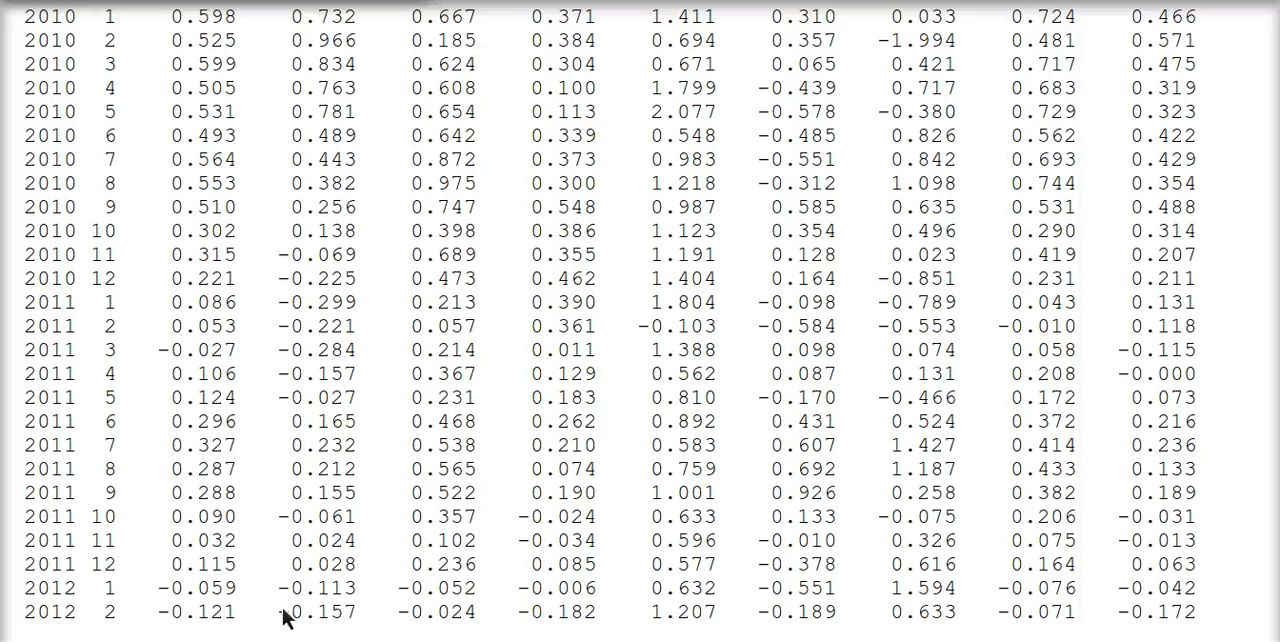 2010 1 0.598 0.732 0.667 0.371 1.411 0.310 0.033 0.724 0.466
2010 2 0.525 0.966 0.185 0.384 0.694 0.357 -1.994 0.481 0.571
2010 3 0.599 0.834 0.624 0.304 0.671 0.065 0.421 0.717 0.475
2010 4 0.505 0.763 0.608 0.100 1.799 -0.439 0.717 0.683 0.319
2010 5 0.531 0.781 0.654 0.113 2.077 -0.578 -0.380 0.729 0.323
2010 6 0.493 0.489 0.642 0.339 0.548 -0.485 0.826 0.562 0.422
2010 7 0.564 0.443 0.872 0.373 0.983 -0.551 0.842 0.693 0.429
2010 8 0.553 0.382 0.975 0.300 1.218 -0.312 1.098 0.744 0.354
2010 9 0.510 0.256 0.747 0.548 0.987 0.585 0.635 0.531 0.488
2010 10 0.302 0.138 0.398 0.386 1.123 0.354 0.496 0.290 0.314
2010 11 0.315 -0.069 0.689 0.355 1.191 0.128 0.023 0.419 0.207
2010 12 0.221 -0.225 0.473 0.462 1.404 0.164 -0.851 0.231 0.211
2011 1 0.086 -0.299 0.213 0.390 1.804 -0.098 -0.789 0.043 0.131
2011 2 0.053 -0.221 0.057 0.361 -0.103 -0.584 -0.553 -0.010 0.118
2011 3 -0.027 -0.284 0.214 0.011 1.388 0.098 0.074 0.058 -0.115
2011 4 0.106 -0.157 0.367 0.129 0.562 0.087 0.131 0.208 -0.000
2011 5 0.124 -0.027 0.231 0.183 0.810 -0.170 -0.466 0.172 0.073
2011 6 0.296 0.165 0.468 0.262 0.892 0.431 0.524 0.372 0.216
2011 7 0.327 0.232 0.538 0.210 0.583 0.607 1.427 0.414 0.236
2011 8 0.287 0.212 0.565 0.074 0.759 0.692 1.187 0.433 0.133
2011 9 0.288 0.155 0.522 0.190 1.001 0.926 0.258 0.382 0.189
2011 10 0.090 -0.061 0.357 -0.024 0.633 0.133 -0.075 0.206 -0.031
2011 11 0.032 0.024 0.102 -0.034 0.596 -0.010 0.326 0.075 -0.013
2011 12 0.115 0.028 0.236 0.085 0.577 -0.378 0.616 0.164 0.063
2012 1 -0.059 -0.113 -0.052 -0.006 0.632 -0.551 1.594 -0.076 -0.042
2012 2 -0.121 -0.157 -0.024 -0.182 1.207 -0.189 0.633 -0.071 -0.172